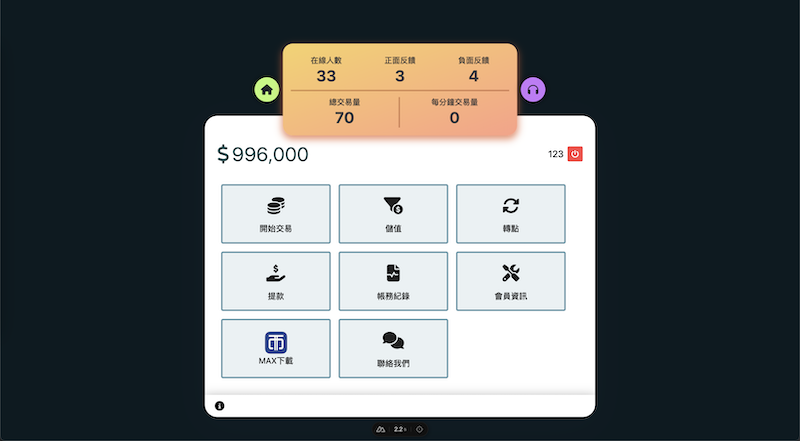 在線人數 正面反饋 負面反饋
33 3 4
總交易量 每分鐘交易量
70 0
$996,000 123
開始交易 儲值 轉點
提款 帳務紀錄 會員資訊
MAX下載 聯絡我們
2.2 s